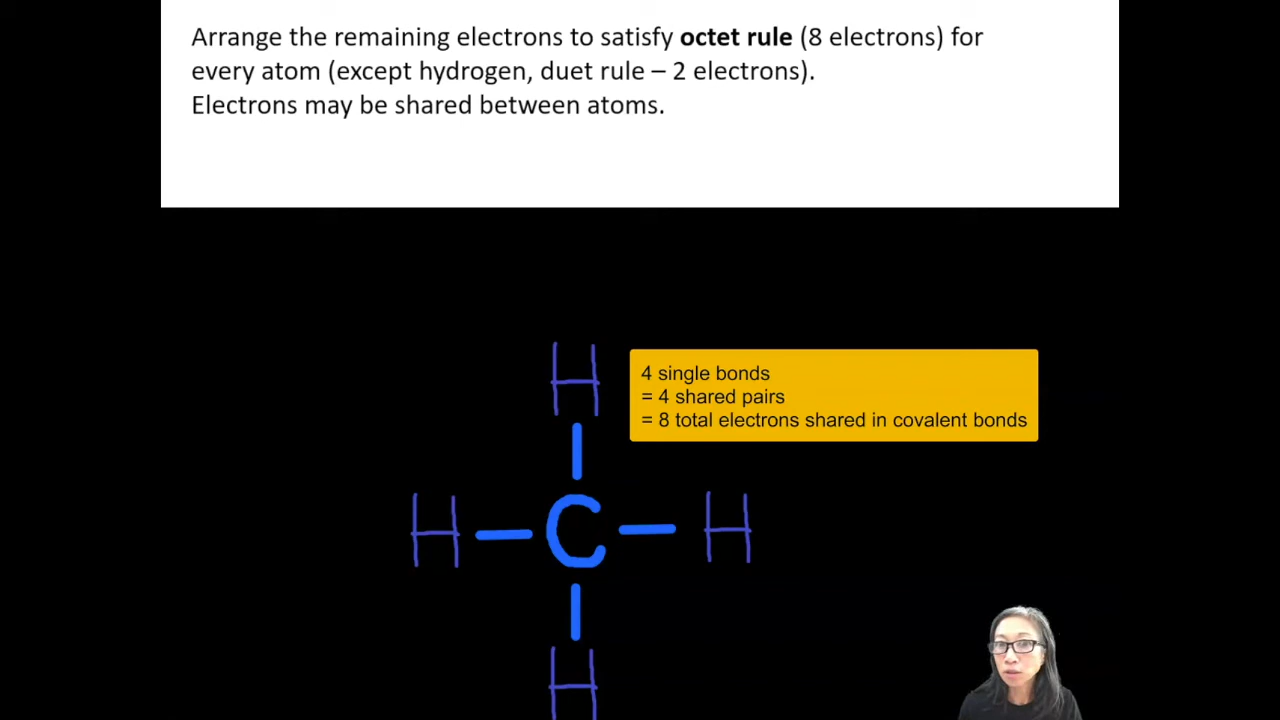 Arrange the remaining electrons to satisfy octet rule (8 electrons) for
every atom (except hydrogen, duet rule – 2 electrons).
Electrons may be shared between atoms.
H
4 single bonds
= 4 shared pairs
= 8 total electrons shared in covalent bonds
H – C – H
H